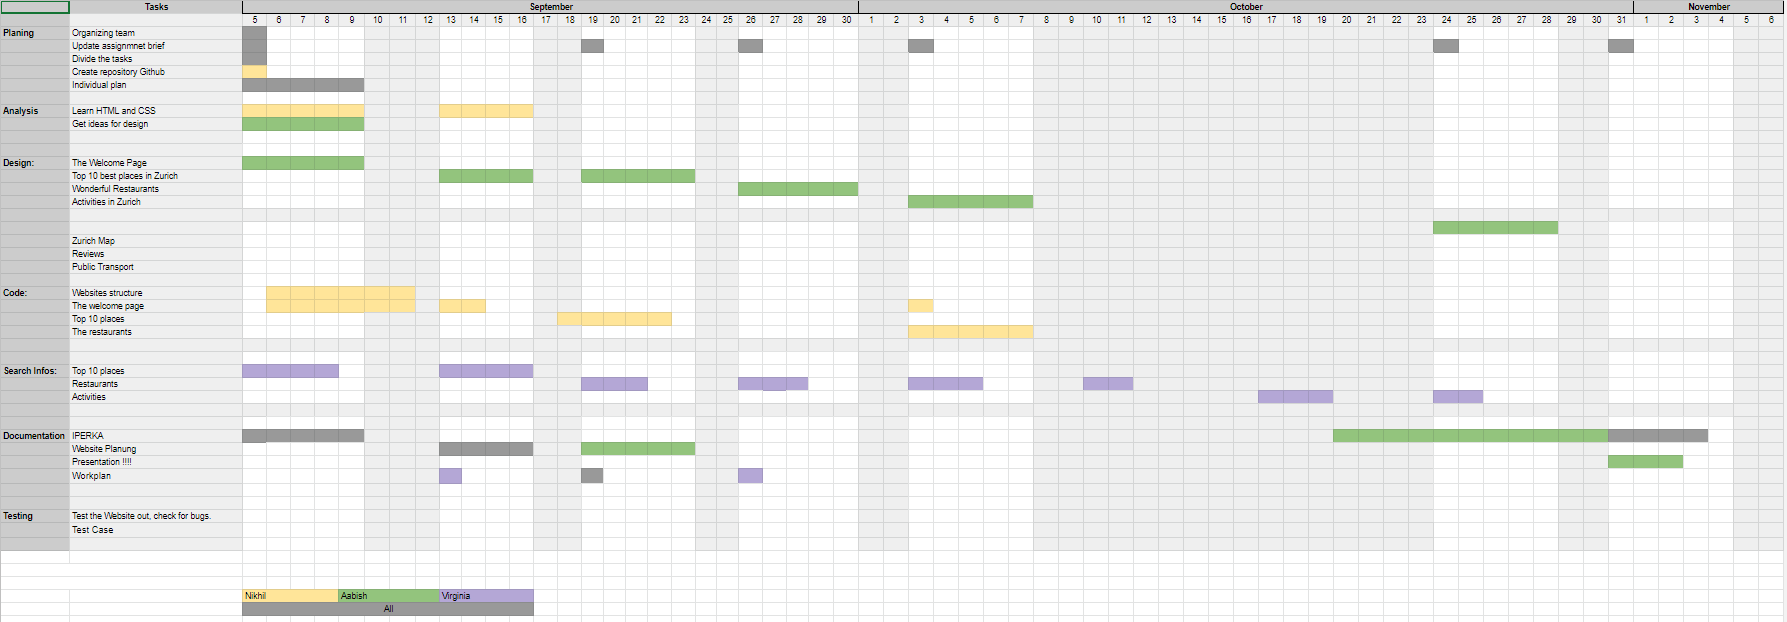 Tasks September October November
5 6 7 8 9 10 11 12 13 14 15 16 17 18 19 20 21 22 23 24 25 26 27 28 29 30 1 2 3 4 5 6 7 8 9 10 11 12 13 14 15 16 17 18 19 20 21 22 23 24 25 26 27 28 29 30 31 1 2 3 4 5 6
Planing Organizing team
Update assignmnet brief
Divide the tasks
Create repository Github
Individual plan
Analysis Learn HTML and CSS
Get ideas for design
Design: The Welcome Page
Top 10 best places in Zurich
Wonderful Restaurants
Activities in Zurich
Zurich Map
Reviews
Public Transport
Code: Websites structure
The welcome page
Top 10 places
The restaurants
Search Infos: Top 10 places
Restaurants
Activities
Documentation IPERKA
Website Planung
Presentation !!!!
Workplan
Testing Test the Website out, check for bugs.
Test Case
Nikhil Aabish Virginia
All